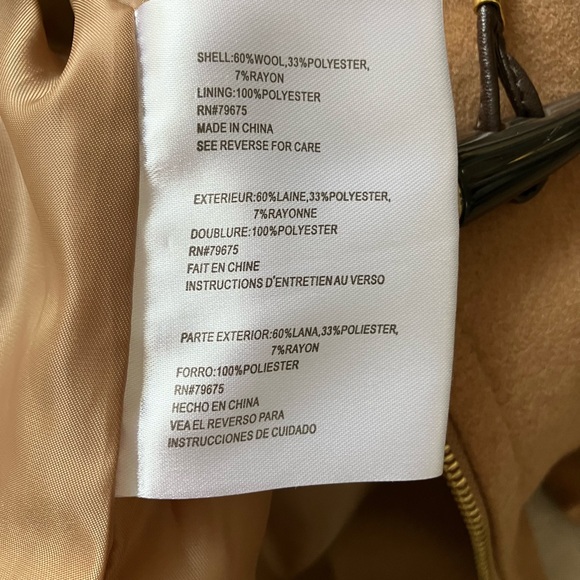 SHELL:60%WOOL,33%POLYESTER,
7%RAYON
LINING:100%POLYESTER
RN#79675
MADE IN CHINA
SEE REVERSE FOR CARE
EXTERIEUR:60%LAINE,33%POLYESTER,
7%RAYONNE
DOUBLURE:100%POLYESTER
RN#79675
FAIT EN CHINE
INSTRUCTIONS D'ENTRETIEN AU VERSO
PARTE EXTERIOR:60%LANA,33%POLIESTER,
7%RAYON
FORRO:100%POLIESTER
RN#79675
HECHO EN CHINA
VEA EL REVERSO PARA
INSTRUCCIONES DE CUIDADO